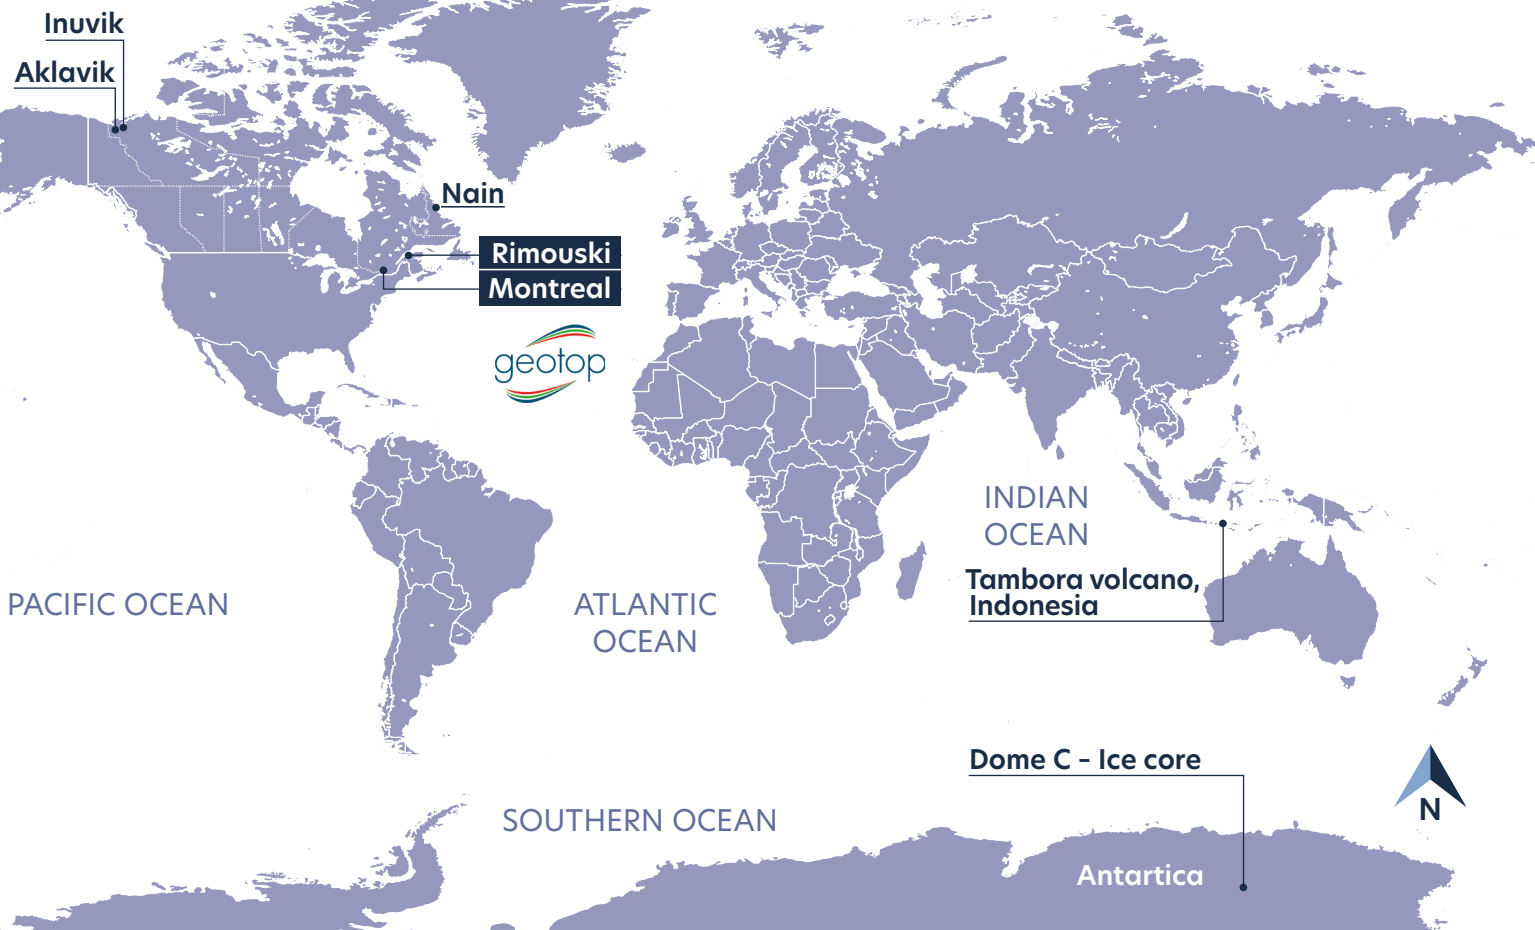 Inuvik
Aklavik
Nain
Rimouski
Montreal
geotop
INDIAN
OCEAN
Tambora volcano,
Indonesia
PACIFIC OCEAN
ATLANTIC
OCEAN
Dome C – Ice core
N
SOUTHERN OCEAN
Antartica